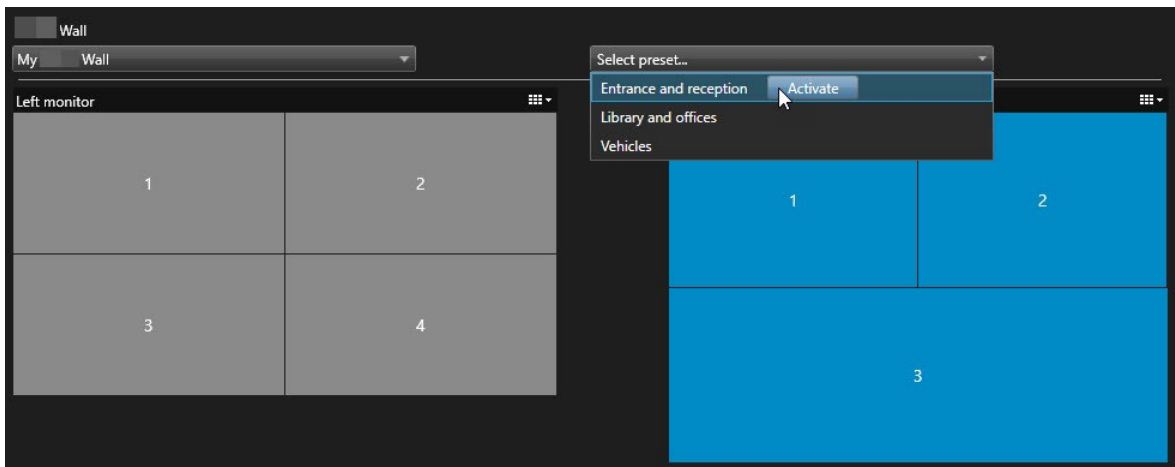 Wall
My Wall
Select preset...
Entrance and reception Activate
Library and offices
Vehicles
Left monitor
1 2
3 4
1 2
3